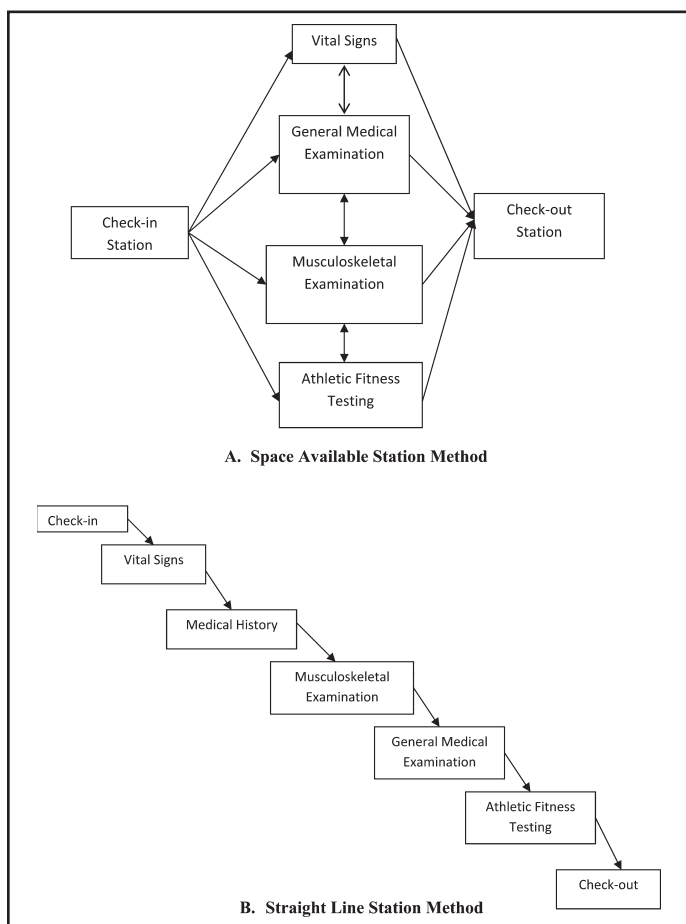 Vital Signs
General Medical
Examination
Check-in
Station
Check-out
Station
Musculoskeletal
Examination
Athletic Fitness
Testing
A. Space Available Station Method
Check-in
Vital Signs
Medical History
Musculoskeletal
Examination
General Medical
Examination
Athletic Fitness
Testing
Check-out
B. Straight Line Station Method